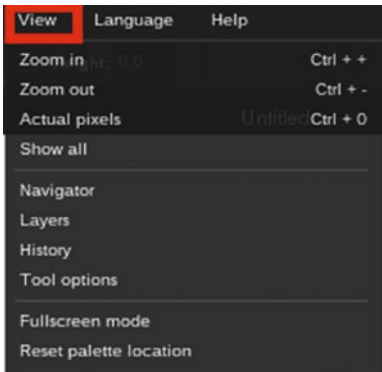 View Language Help
Zoom in Ctrl + +
Zoom out Ctrl + -
Actual pixels Untitled Ctrl + 0
Show all
Navigator
Layers
History
Tool options
Fullscreen mode
Reset palette location